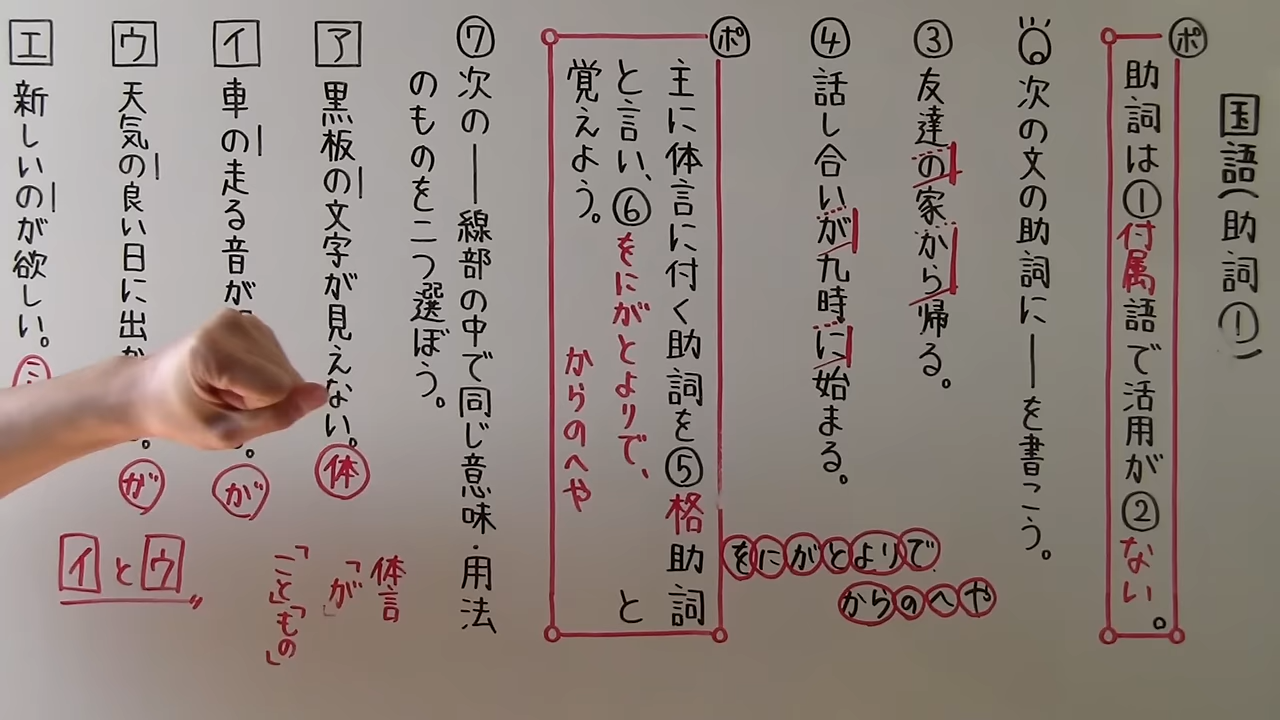 国語（助詞①）
ポ
助詞は①付属語で活用が②ない。
次の文の助詞に――を書こう。
③友達の家から帰る。
④話し合いが九時に始まる。
ポ
主に体言に付く助詞を⑤格助詞
と言い、⑥をにがとよりで、と
からのへや
覚えよう。
をにがとよりで
からのへや
⑦次の――線部の中で同じ意味・用法
のものを二つ選ぼう。
ア 黒板の文字が見えない。体
イ 車の走る音が。が
ウ 天気の良い日に出か。が
エ 新しいのが欲しい。こ
体言
「が」
「こと」「もの」
イとウ